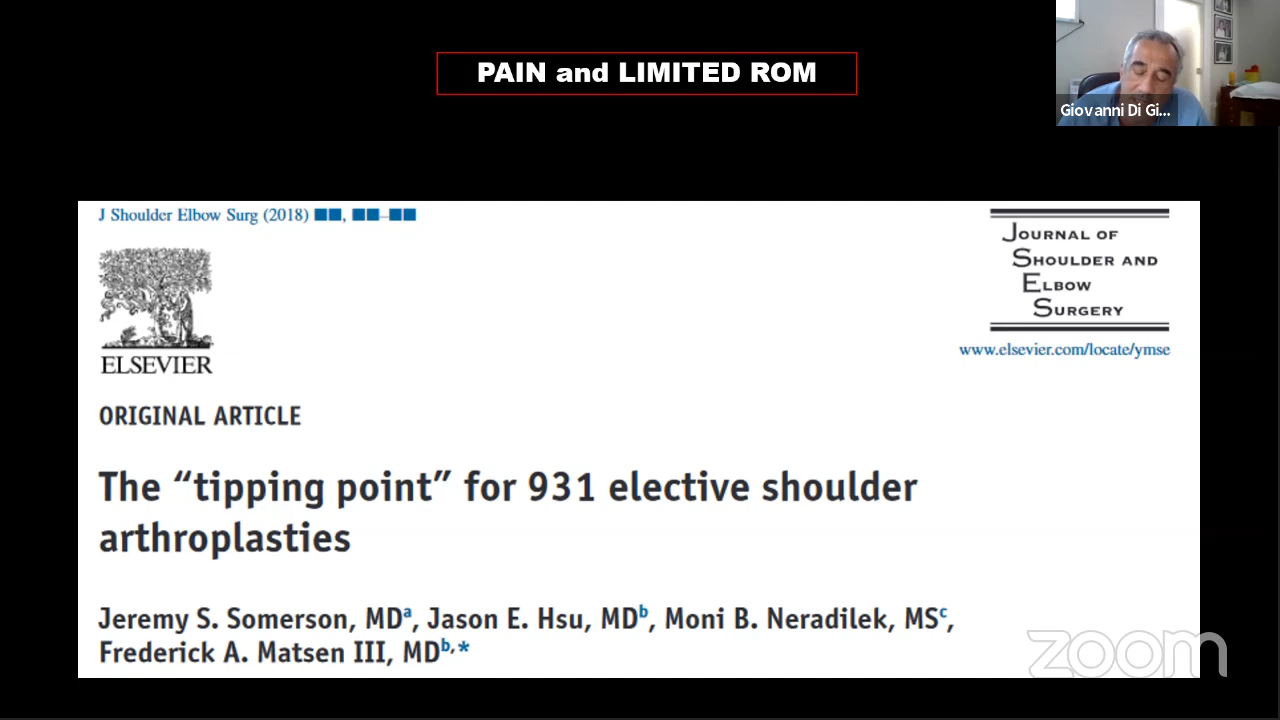 PAIN and LIMITED ROM
Giovanni Di Gi...
J Shoulder Elbow Surg (2018) ■■, ■■–■■
JOURNAL OF
SHOULDER AND
ELBOW
SURGERY
www.elsevier.com/locate/ymse
ELSEVIER
ORIGINAL ARTICLE
The “tipping point” for 931 elective shoulder
arthroplasties
Jeremy S. Somerson, MDᵃ, Jason E. Hsu, MDᵇ, Moni B. Neradilek, MSᶜ,
Frederick A. Matsen III, MDᵇ,*
zoom